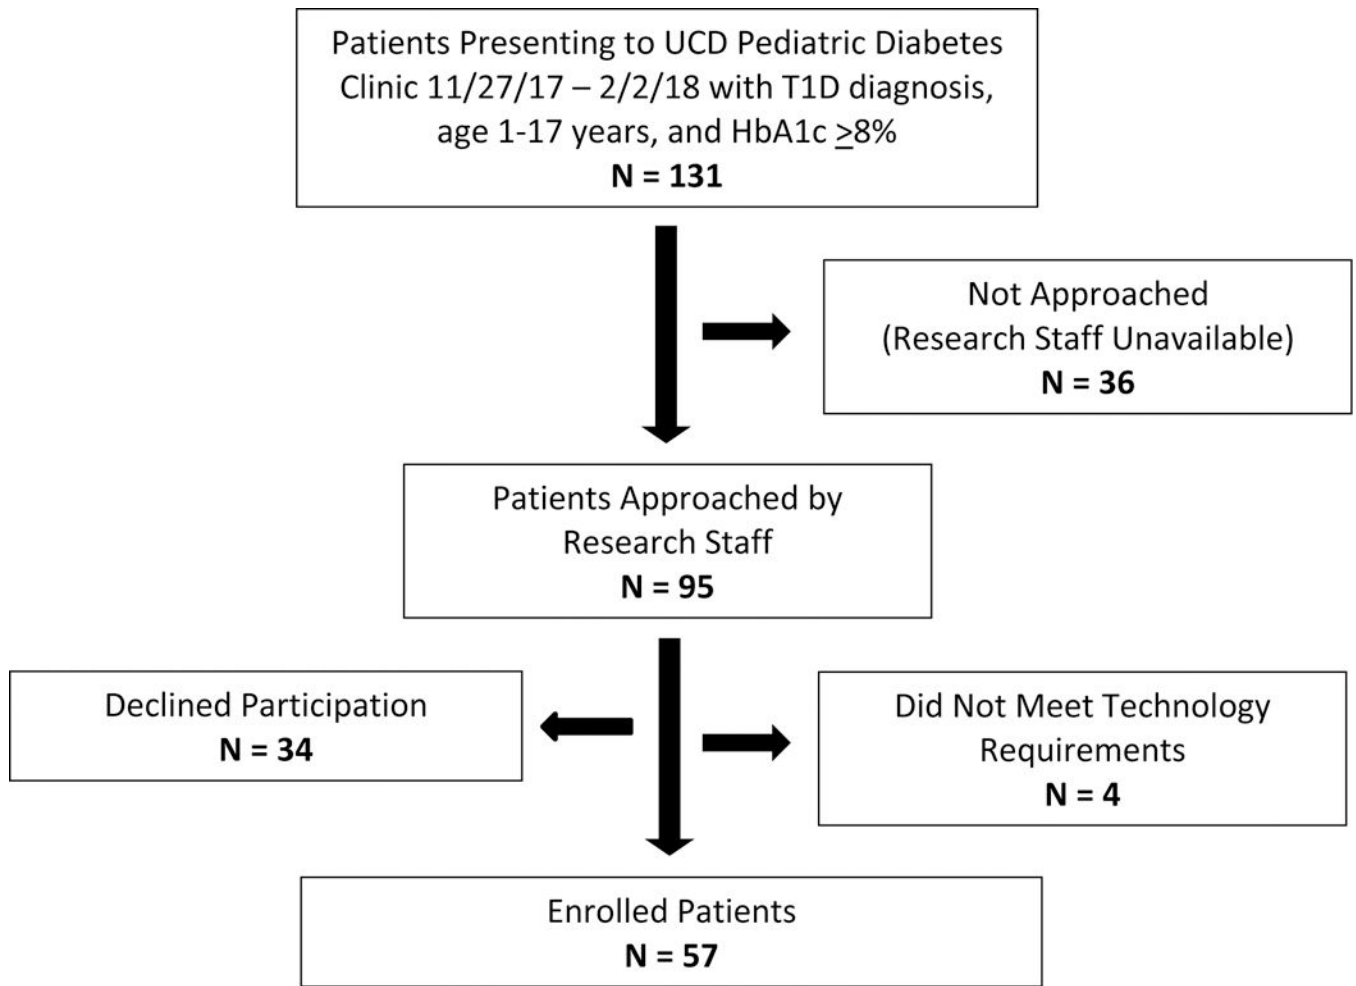 Patients Presenting to UCD Pediatric Diabetes
Clinic 11/27/17 – 2/2/18 with T1D diagnosis,
age 1-17 years, and HbA1c ≥8%
N = 131
Not Approached
(Research Staff Unavailable)
N = 36
Patients Approached by
Research Staff
N = 95
Declined Participation
N = 34
Did Not Meet Technology
Requirements
N = 4
Enrolled Patients
N = 57